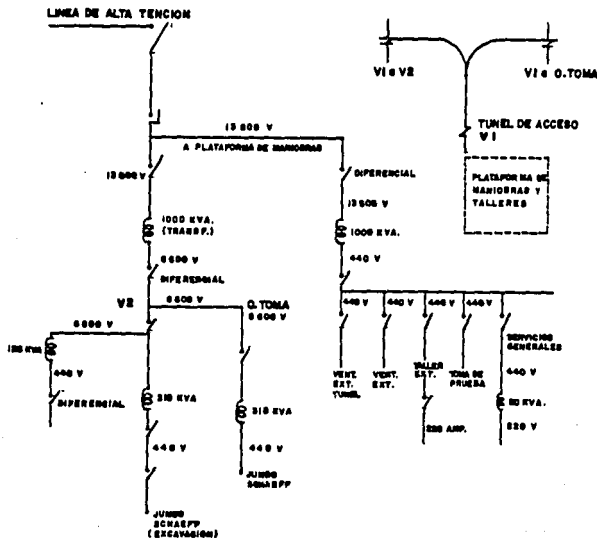 LINEA DE ALTA TENCION
VI a V2
VI a O.TOMA
TUNEL DE ACCESO
VI
PLATAFORMA DE
MANIOBRAS Y
TALLERES
13 800 V
A PLATAFORMA DE MANIOBRAS
13 800 V
DIFERENCIAL
13 800 V
1000 KVA.
(TRANSF.)
1000 KVA.
6600 V
DIFERENCIAL
440 V
V2
6600 V
O.TOMA
6600 V
6600 V
440 V
440 V
440 V
440 V
SERVICIOS
GENERALES
440 V
DIFERENCIAL
VENT.
EXT.
TUNEL
VENT.
EXT.
TALLER
EXT.
TOMA DE
PRUEBA
440 V
315 KVA
315 KVA
AMP.
KVA.
440 V
440 V
JUMBO
SCHAEFF
JUMBO
SCHAEFF
(EXCAVACION)